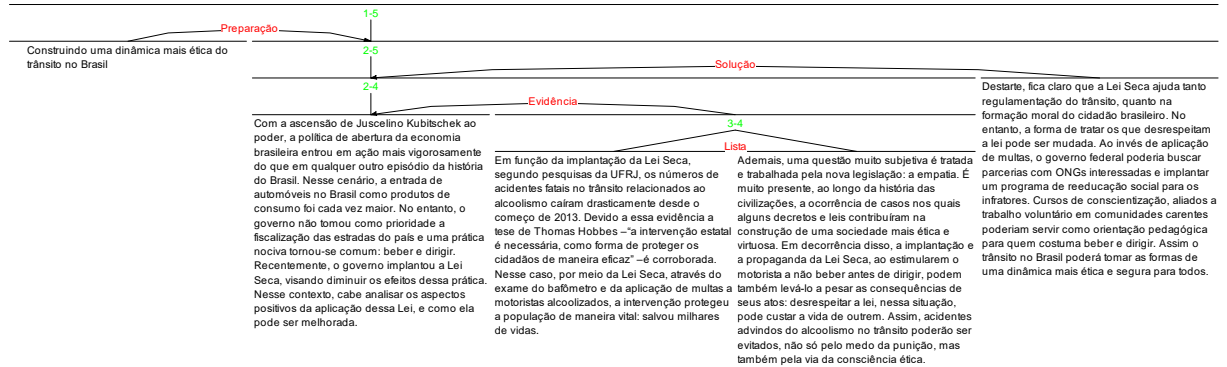 1-5
Preparação
Construindo uma dinâmica mais ética do
trânsito no Brasil
2-5
Solução
2-4
Evidência
Com a ascensão de Juscelino Kubitschek ao
poder, a política de abertura da economia
brasileira entrou em ação mais vigorosamente
do que em qualquer outro episódio da história
do Brasil. Nesse cenário, a entrada de
automóveis no Brasil como produtos de
consumo foi cada vez maior. No entanto, o
governo não tomou como prioridade a
fiscalização das estradas do país e uma prática
nociva tornou-se comum: beber e dirigir.
Recentemente, o governo implantou a Lei
Seca, visando diminuir os efeitos dessa prática.
Nesse contexto, cabe analisar os aspectos
positivos da aplicação dessa Lei, e como ela
pode ser melhorada.
3-4
Lista
Em função da implantação da Lei Seca,
segundo pesquisas da UFRJ, os números de
acidentes fatais no trânsito relacionados ao
alcoolismo caíram drasticamente desde o
começo de 2013. Devido a essa evidência a
tese de Thomas Hobbes –“a intervenção estatal
é necessária, como forma de proteger os
cidadãos de maneira eficaz” –é corroborada.
Nesse caso, por meio da Lei Seca, através do
exame do bafômetro e da aplicação de multas a
motoristas alcoolizados, a intervenção protegeu
a população de maneira vital: salvou milhares
de vidas.
Ademais, uma questão muito subjetiva é tratada
e trabalhada pela nova legislação: a empatia. É
muito presente, ao longo da história das
civilizações, a ocorrência de casos nos quais
alguns decretos e leis contribuíram na
construção de uma sociedade mais ética e
virtuosa. Em decorrência disso, a implantação e
a propaganda da Lei Seca, ao estimularem o
motorista a não beber antes de dirigir, podem
também levá-lo a pesar as consequências de
seus atos: desrespeitar a lei, nessa situação,
pode custar a vida de outrem. Assim, acidentes
advindos do alcoolismo no trânsito poderão ser
evitados, não só pelo medo da punição, mas
também pela via da consciência ética.
Destarte, fica claro que a Lei Seca ajuda tanto
regulamentação do trânsito, quanto na
formação moral do cidadão brasileiro. No
entanto, a forma de tratar os que desrespeitam
a lei pode ser mudada. Ao invés de aplicação
de multas, o governo federal poderia buscar
parcerias com ONGs interessadas e implantar
um programa de reeducação social para os
infratores. Cursos de conscientização, aliados a
trabalho voluntário em comunidades carentes
poderiam servir como orientação pedagógica
para quem costuma beber e dirigir. Assim o
trânsito no Brasil poderá tomar as formas de
uma dinâmica mais ética e segura para todos.